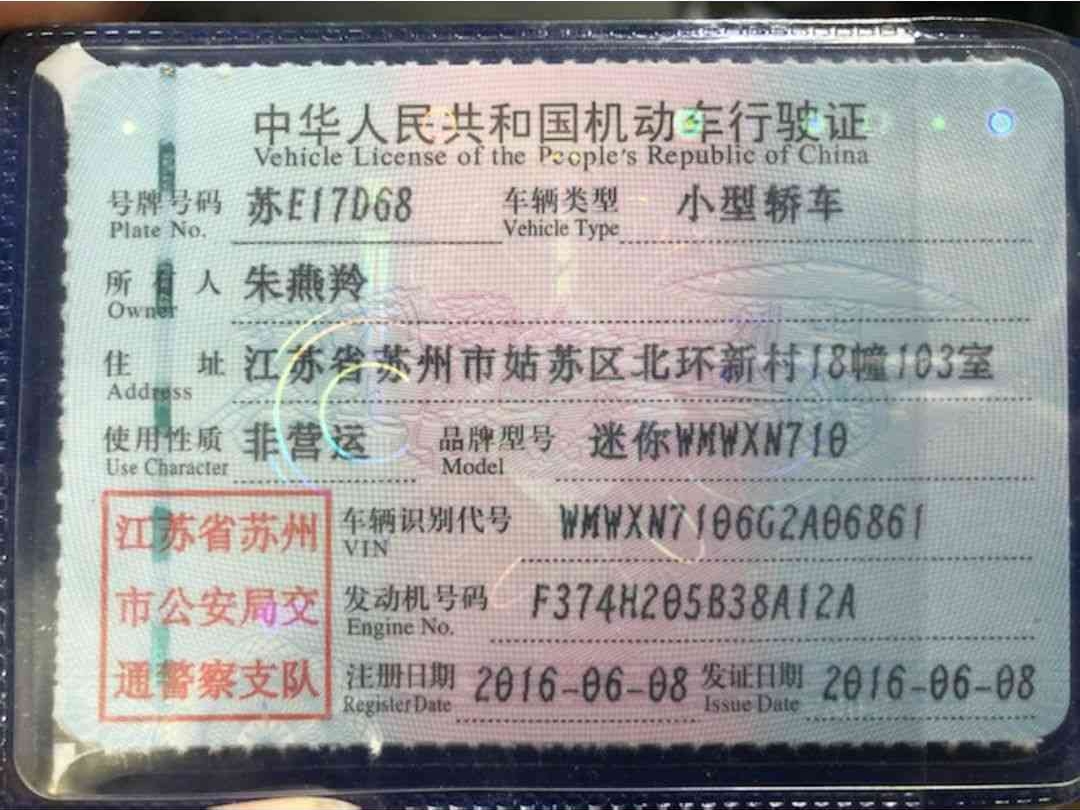 中华人民共和国机动车行驶证
Vehicle License of the People's Republic of China
号牌号码 苏E17D68 车辆类型 小型轿车
Plate No. Vehicle Type
所有人 朱燕羚
Owner
住址 江苏省苏州市姑苏区北环新村18幢103室
Address
使用性质 非营运 品牌型号 迷你WMWXN710
Use Character Model
江苏省苏州 车辆识别代号 WMWXN7106G2A06861
VIN
市公安局交 发动机号码 F374H205B38A12A
Engine No.
通警察支队 注册日期 2016-06-08 发证日期 2016-06-08
Register Date Issue Date